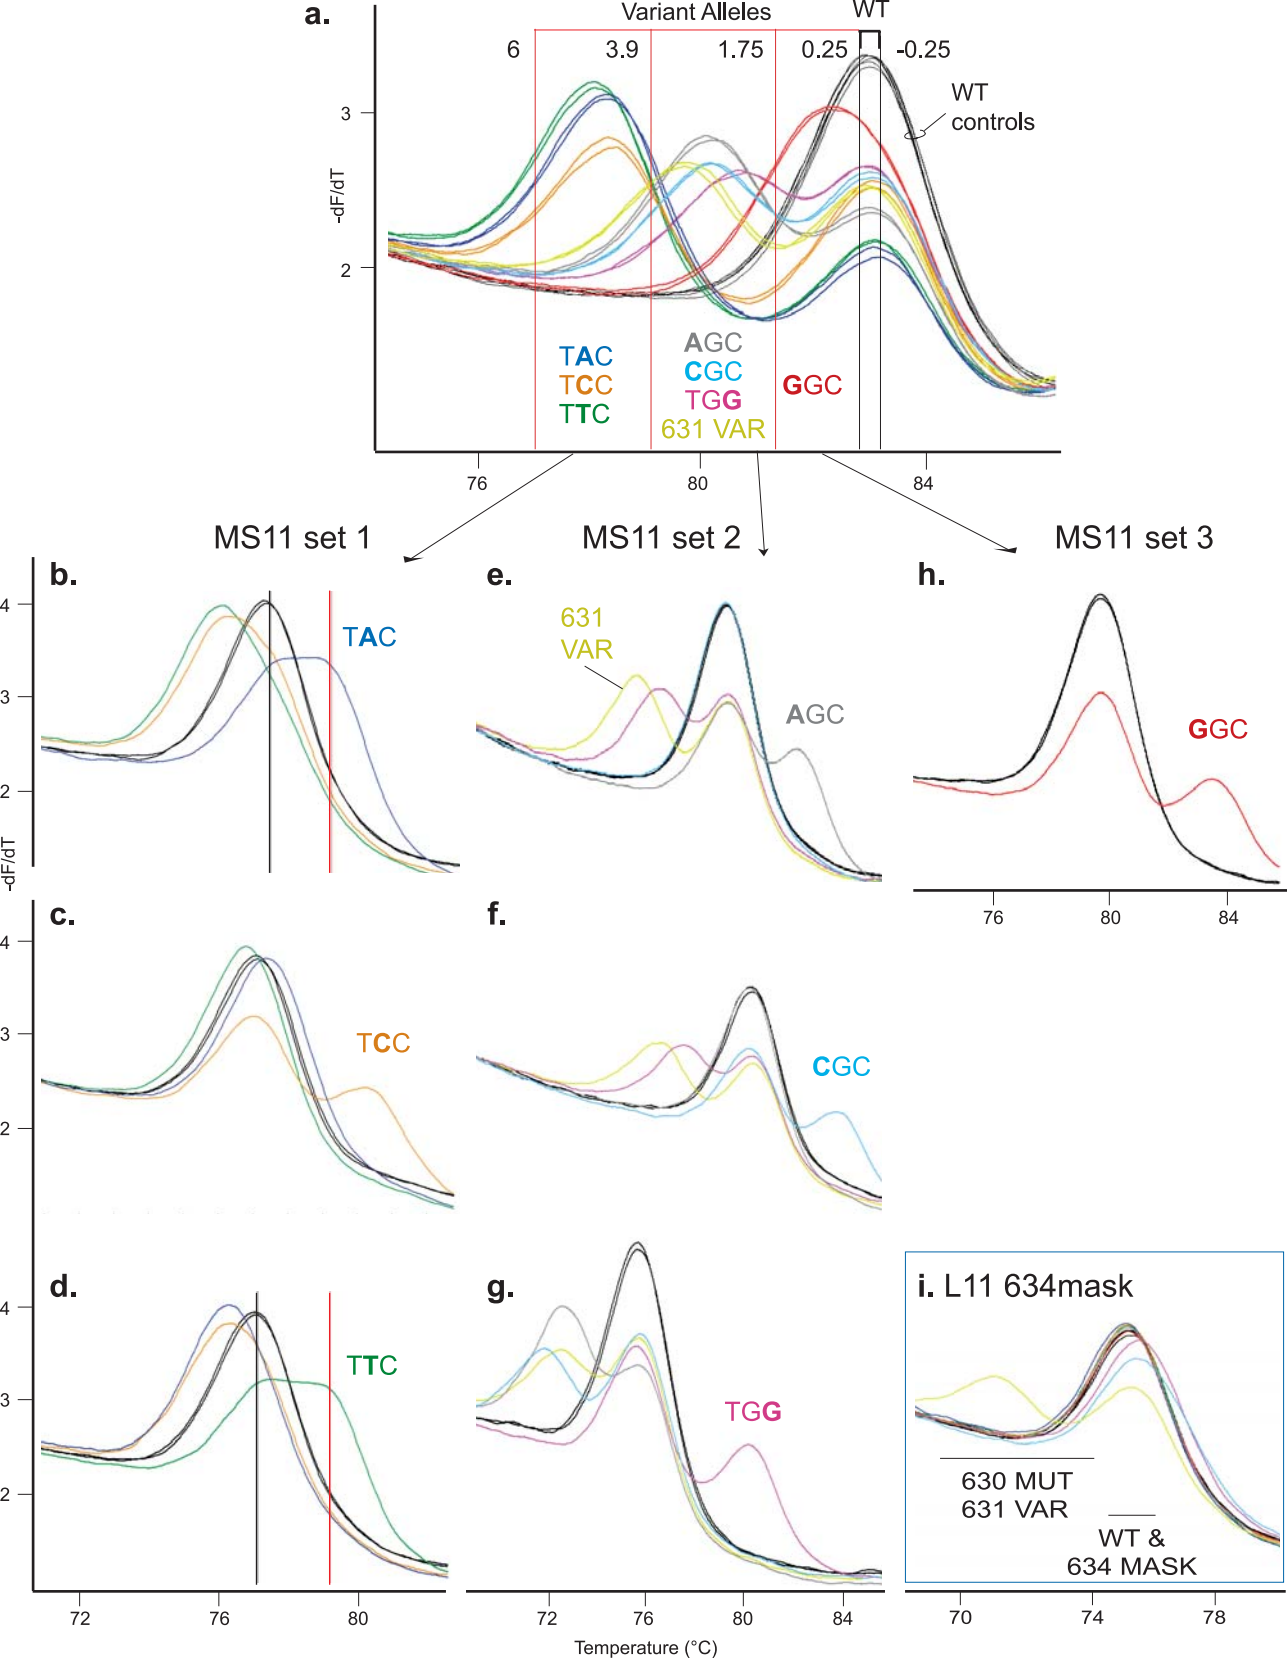 a.
Variant Alleles
WT
6
3.9
1.75
0.25
-0.25
WT
controls
3
2
-dF/dT
TAC
TCC
TTC
AGC
CGC
TGG
631 VAR
GGC
76
80
84
MS11 set 1
MS11 set 2
MS11 set 3
b.
4
3
2
-dF/dT
TAC
e.
631
VAR
AGC
h.
GGC
76
80
84
c.
4
3
2
TCC
f.
CGC
d.
4
3
2
TTC
72
76
80
g.
TGG
72
76
80
84
Temperature (°C)
i. L11 634mask
630 MUT
631 VAR
WT &
634 MASK
70
74
78